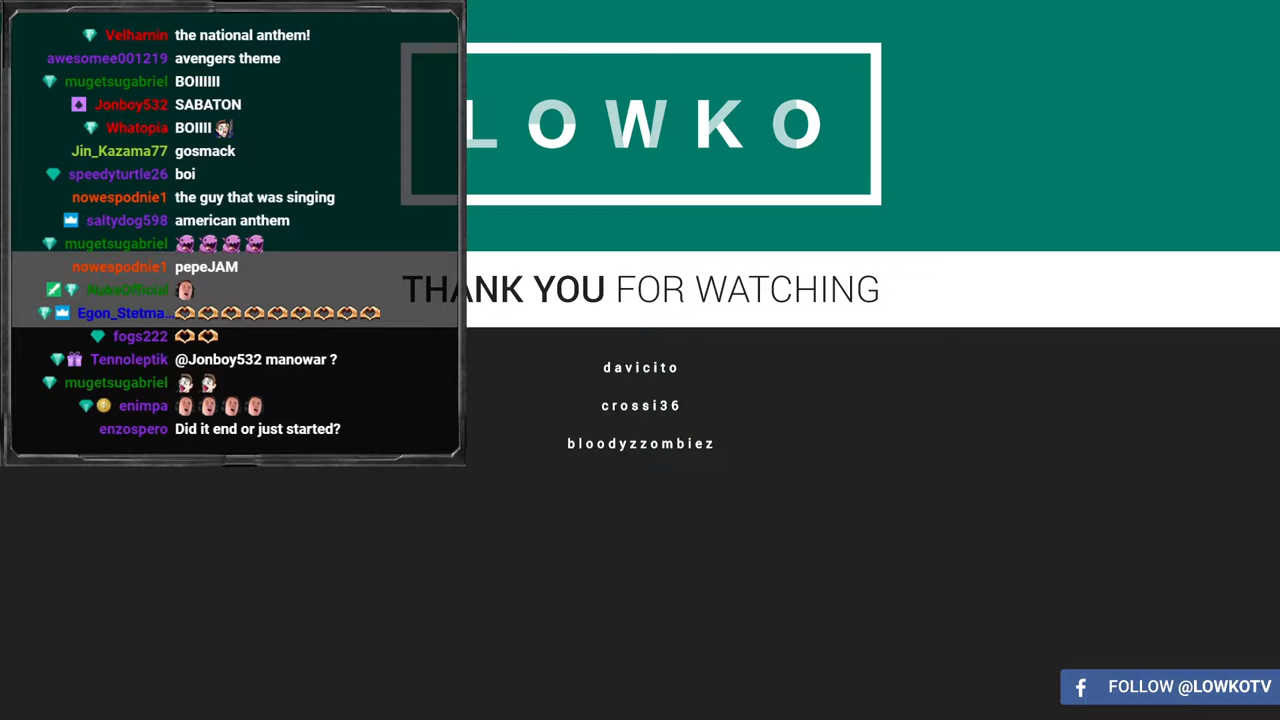 Velharnin the national anthem!
awesomee001219 avengers theme
mugetsugabriel BOIIIIII
Jonboy532 SABATON
Whatopia BOIIII
Jin_Kazama77 gosmack
speedyturtle26 boi
nowespodnie1 the guy that was singing
saltydog598 american anthem
mugetsugabriel
nowespodnie1 pepeJAM
NukeOfficial
Egon_Stetma...
fogs222
Tennoleptik @Jonboy532 manowar ?
mugetsugabriel
enimpa
enzospero Did it end or just started?
LOWKO
THANK YOU FOR WATCHING
davicito
crossi36
bloodyzzombiez
FOLLOW @LOWKOTV